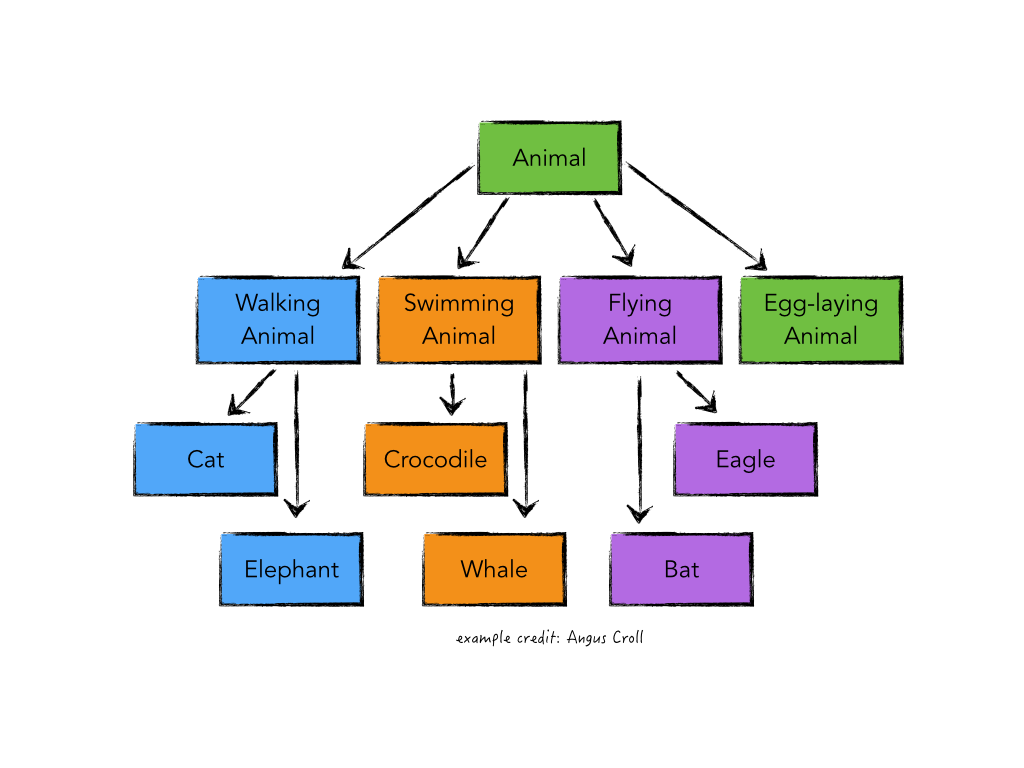 Animal
Walking
Animal
Swimming
Animal
Flying
Animal
Egg-laying
Animal
Cat
Crocodile
Eagle
Elephant
Whale
Bat
example credit: Angus Croll